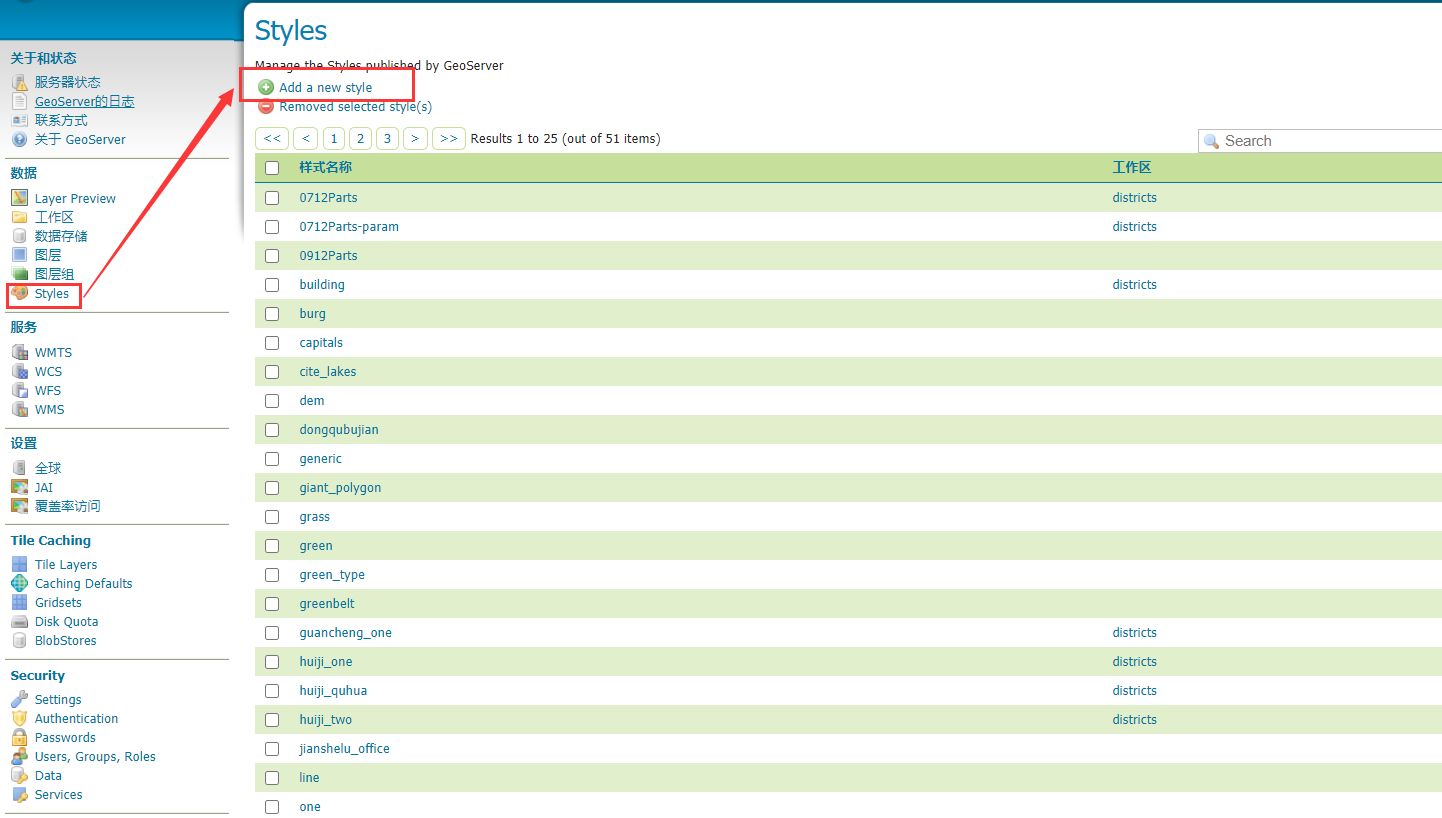 关于和状态
服务器状态
GeoServer的日志
联系方式
关于 GeoServer
数据
Layer Preview
工作区
数据存储
图层
图层组
Styles
服务
WMTS
WCS
WFS
WMS
设置
全球
JAI
覆盖率访问
Tile Caching
Tile Layers
Caching Defaults
Gridsets
Disk Quota
BlobStores
Security
Settings
Authentication
Passwords
Users, Groups, Roles
Data
Services
Styles
Manage the Styles published by GeoServer
Add a new style
Removed selected style(s)
<< < 1 2 3 > >> Results 1 to 25 (out of 51 items) Search
样式名称 工作区
0712Parts districts
0712Parts-param districts
0912Parts
building districts
burg
capitals
cite_lakes
dem
dongqubujian
generic
giant_polygon
grass
green
green_type
greenbelt
guancheng_one districts
huiji_one districts
huiji_quhua districts
huiji_two districts
jianshelu_office
line
one